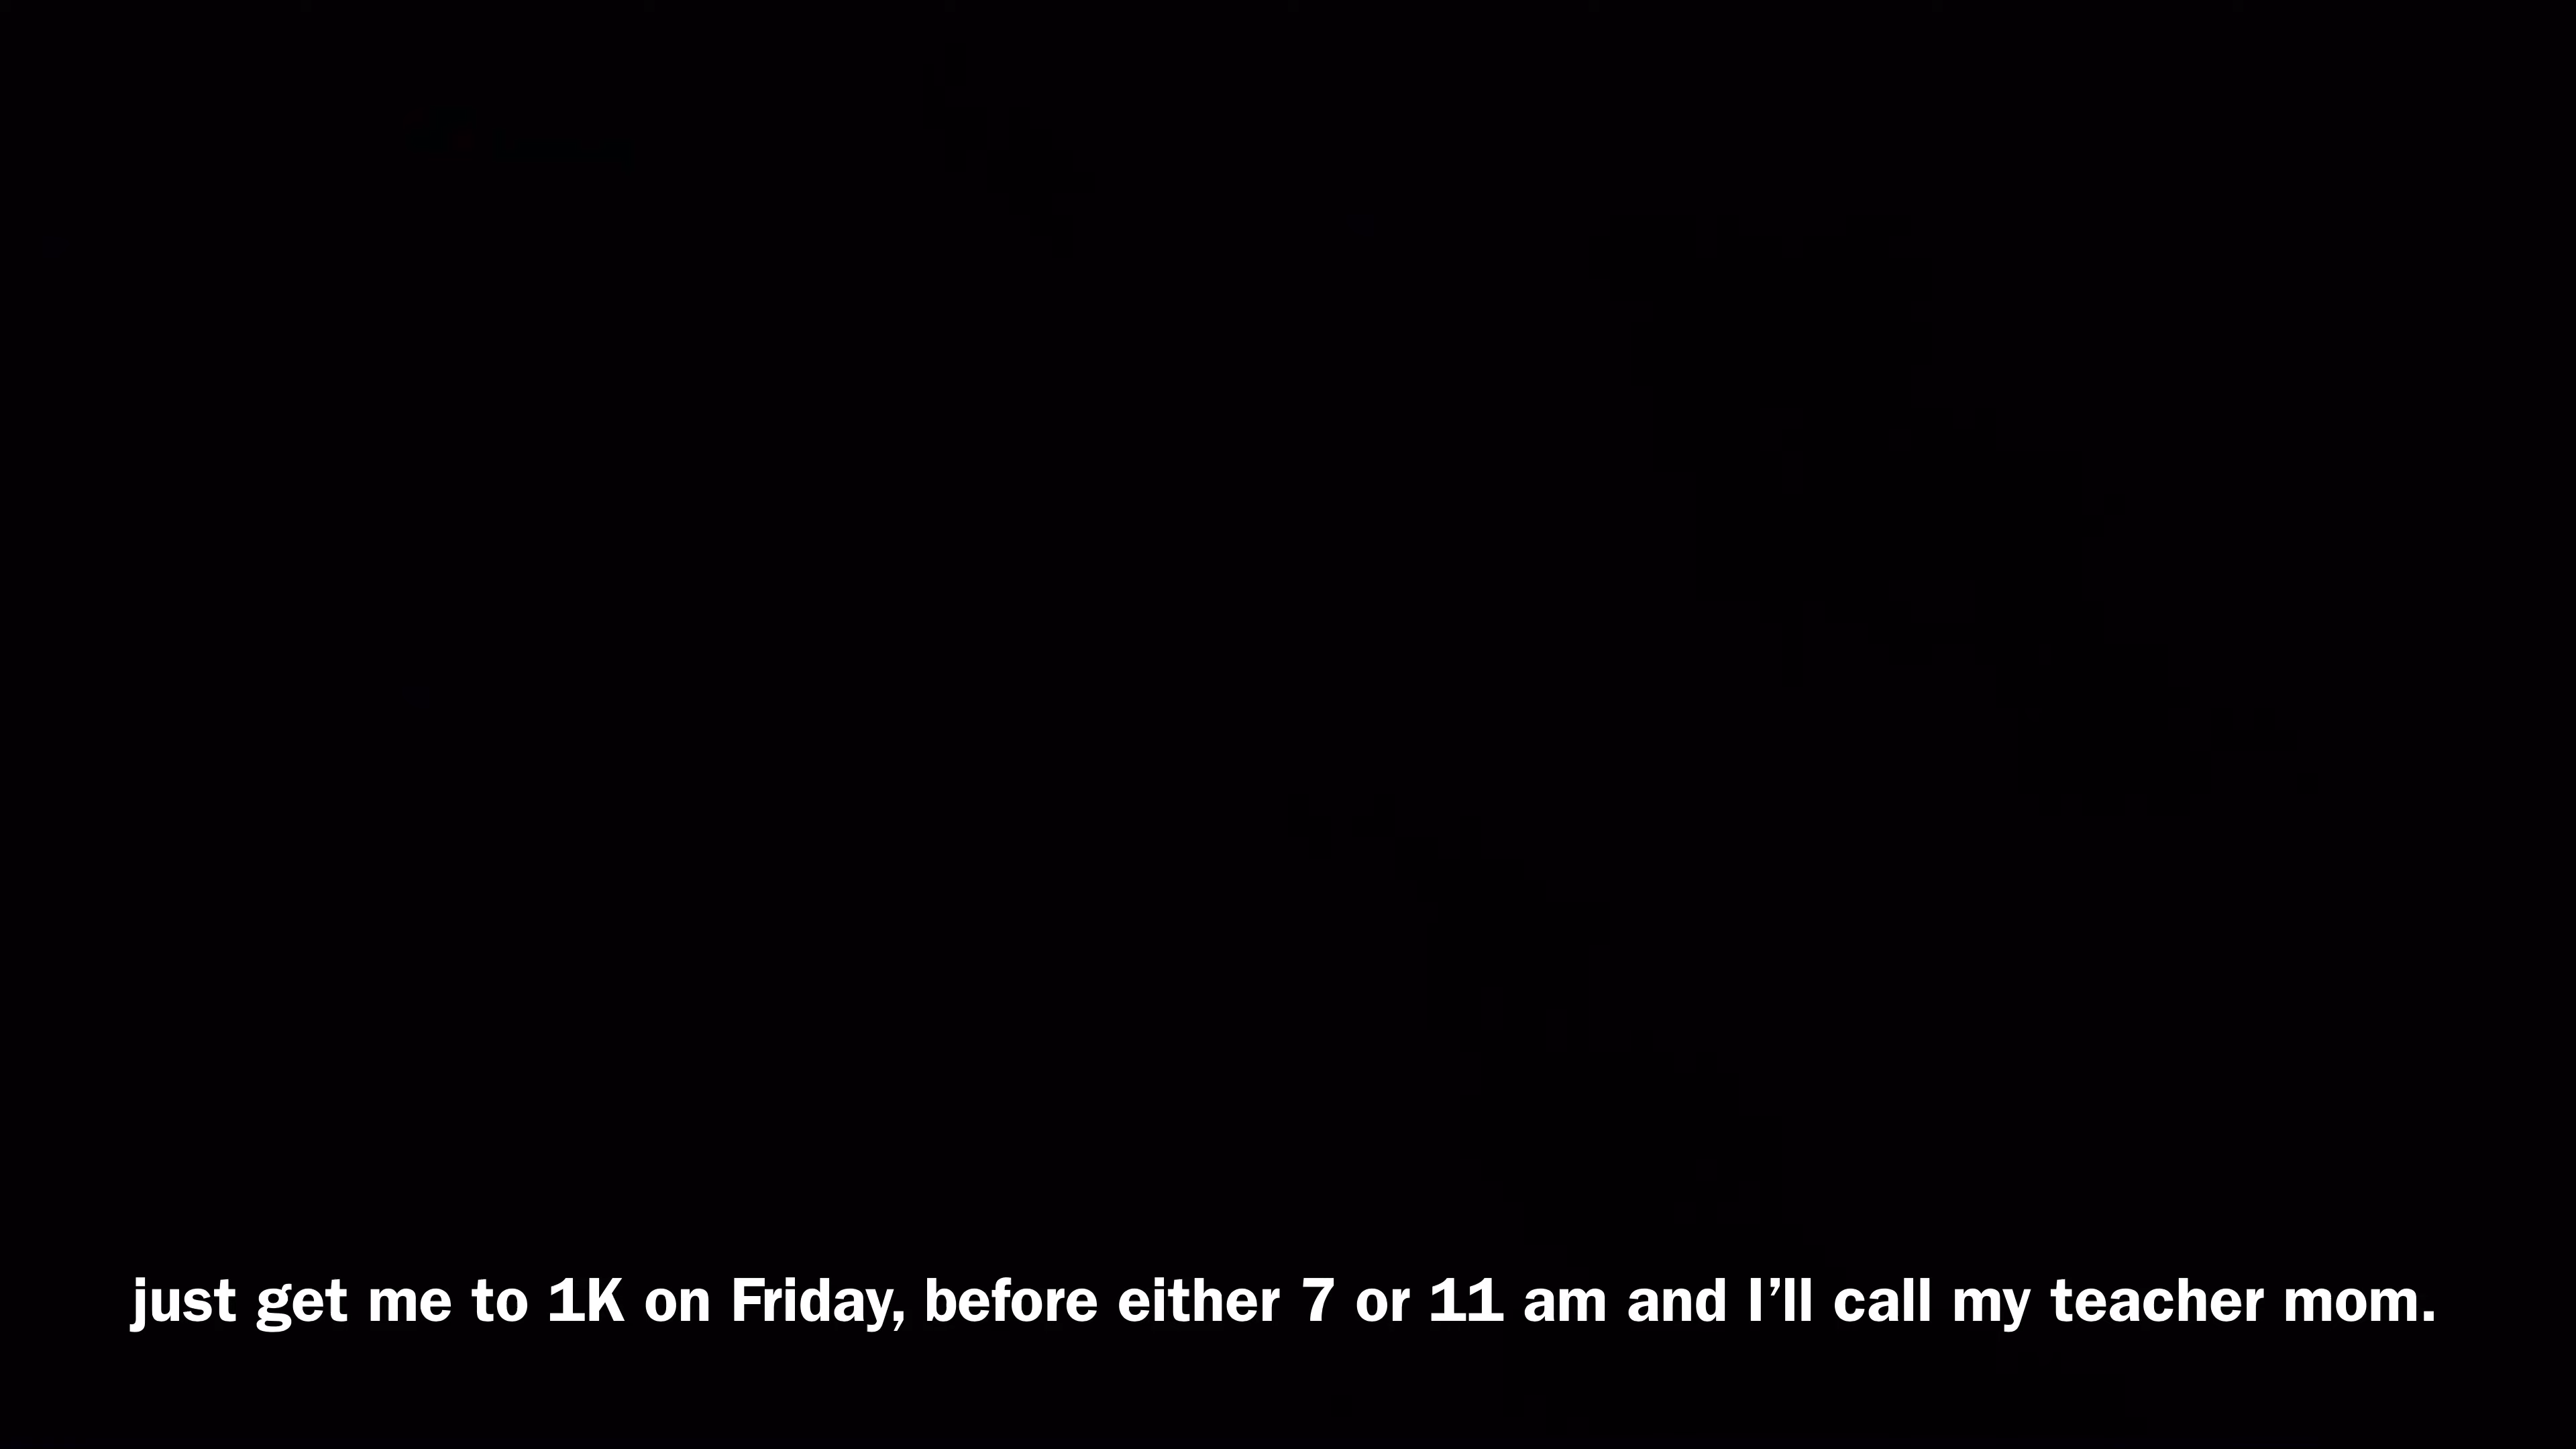 just get me to 1K on Friday, before either 7 or 11 am and I’ll call my teacher mom.